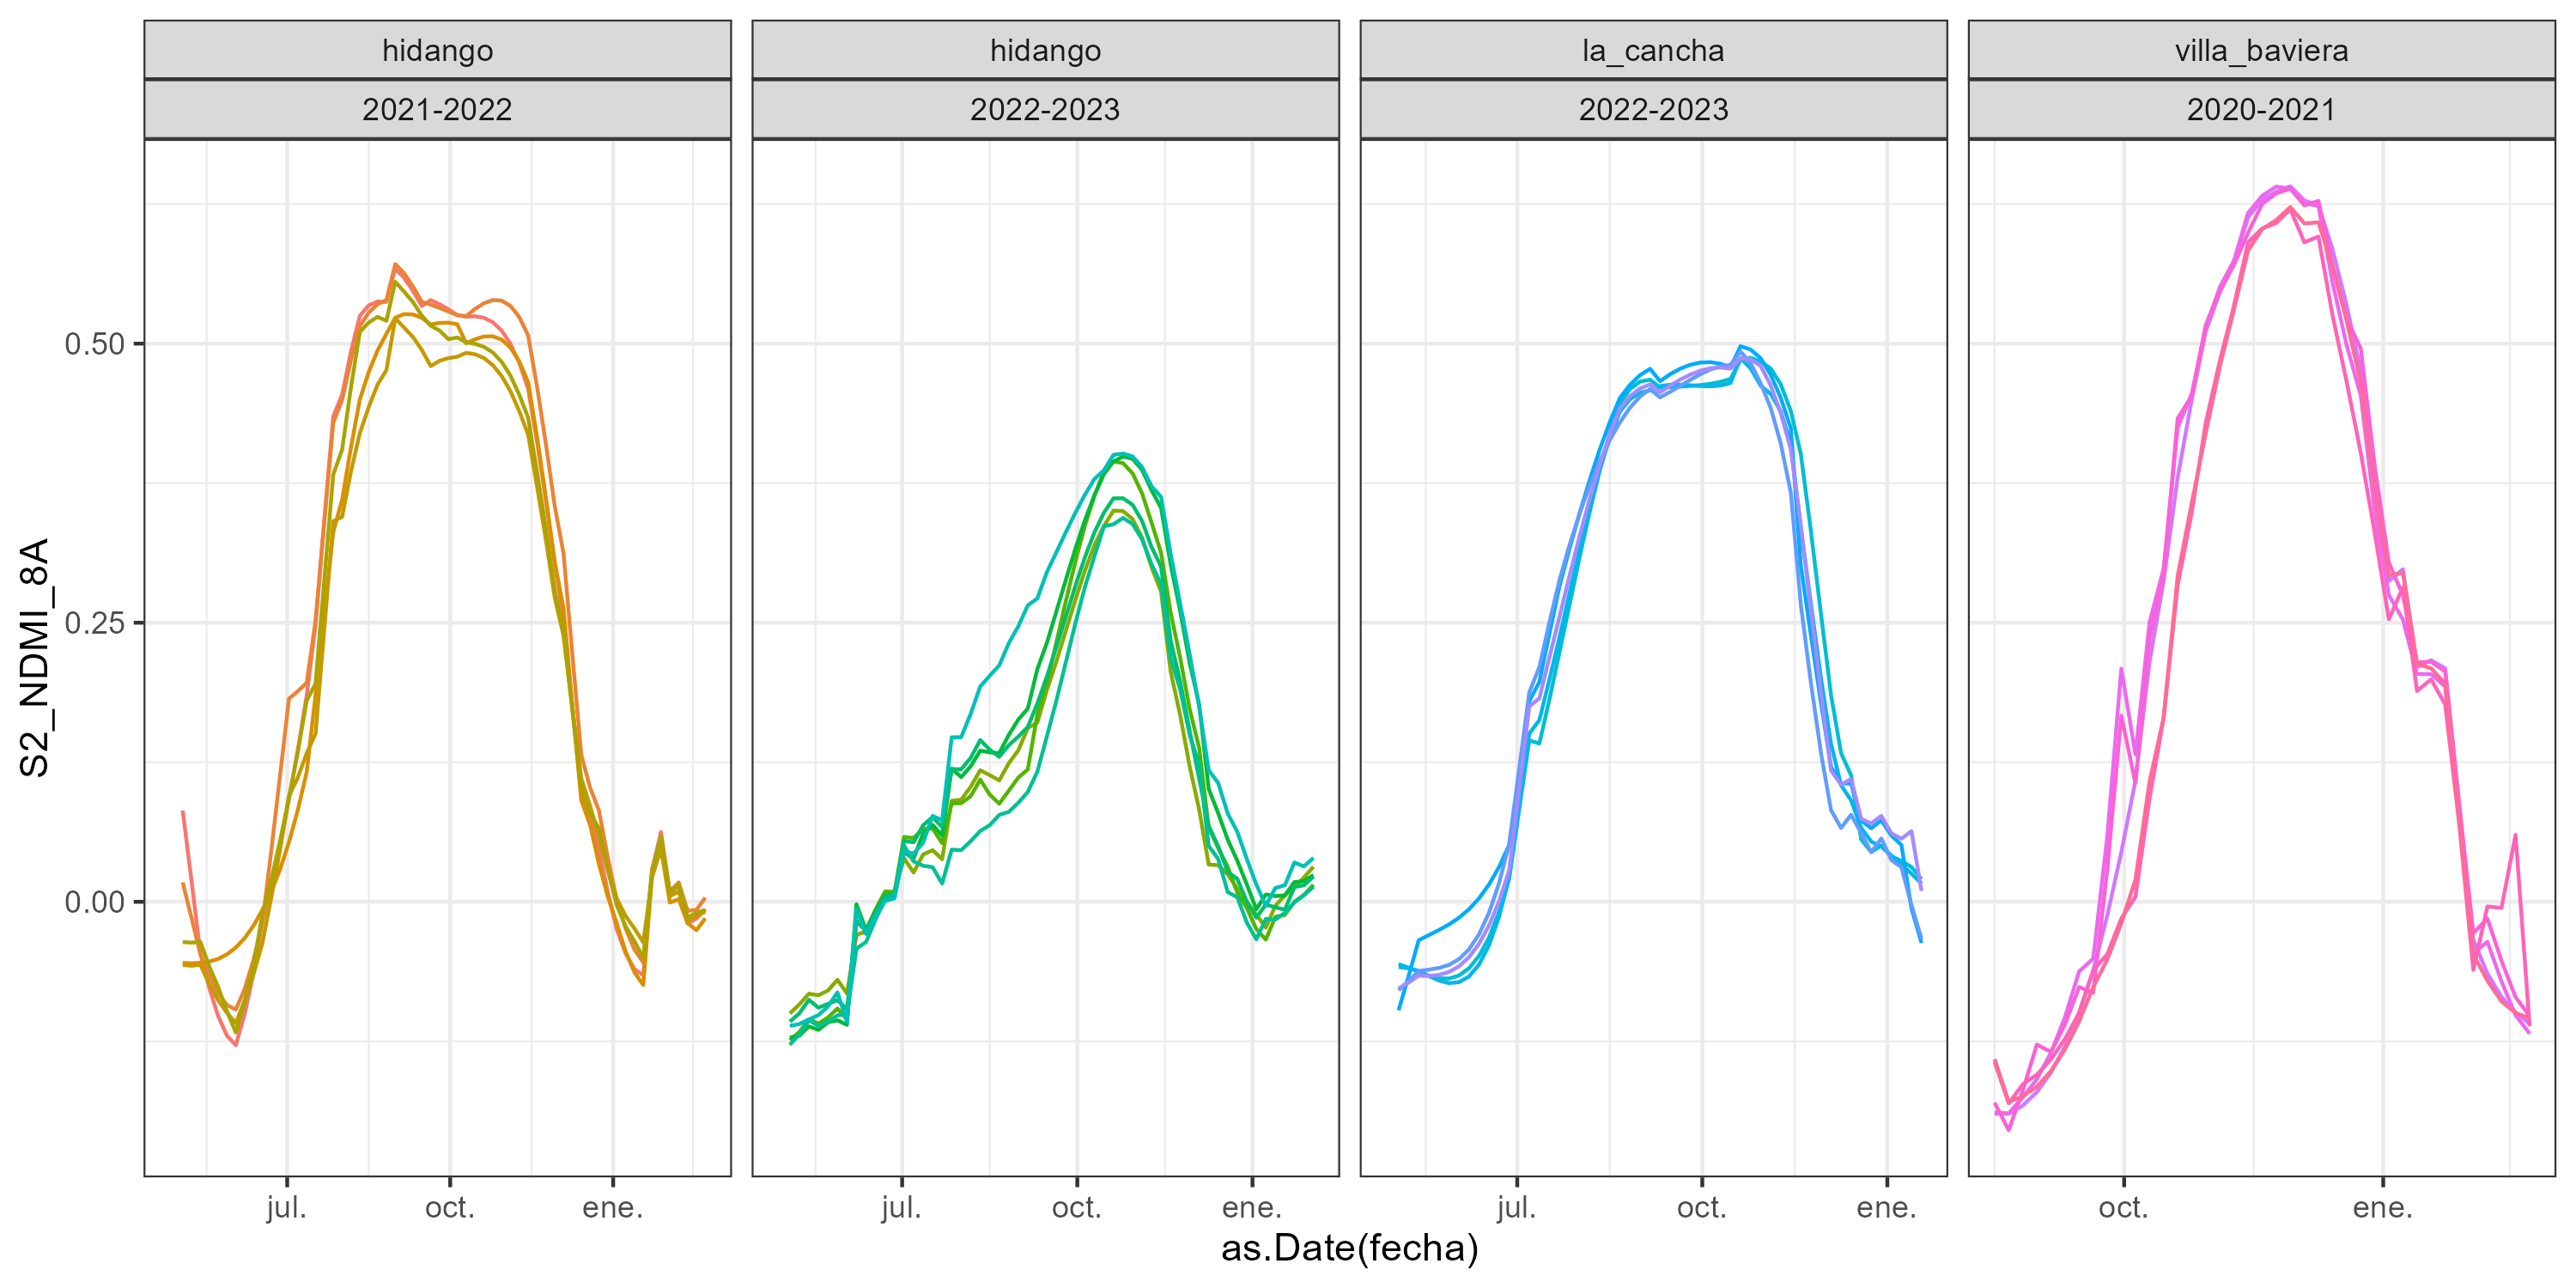 hidango hidango la_cancha villa_baviera
2021-2022 2022-2023 2022-2023 2020-2021
S2_NDMI_8A
0.50
0.25
0.00
jul. oct. ene. jul. oct. ene. jul. oct. ene. oct. ene.
as.Date(fecha)